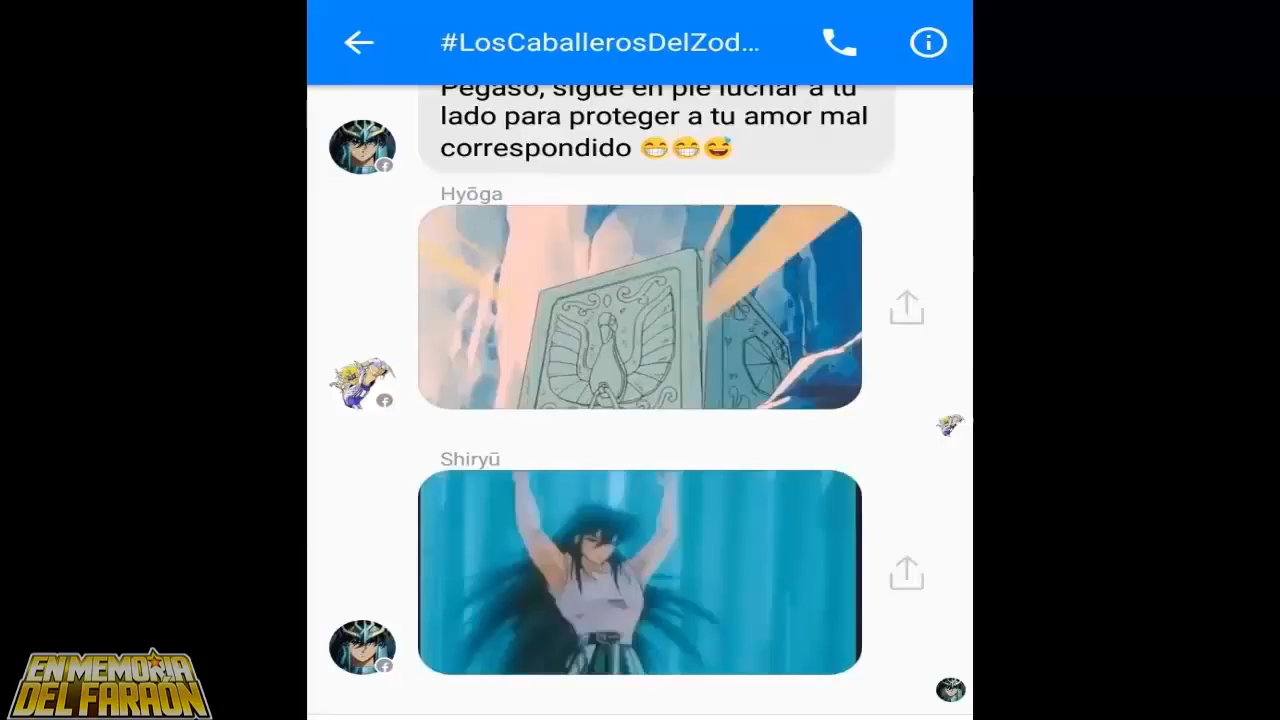 #LosCaballerosDelZod...
Pegaso, sigue en pie luchar a tu
lado para proteger a tu amor mal
correspondido 😁😁😅
Hyōga
Shiryū
EN MEMORIA
DEL FARAÓN